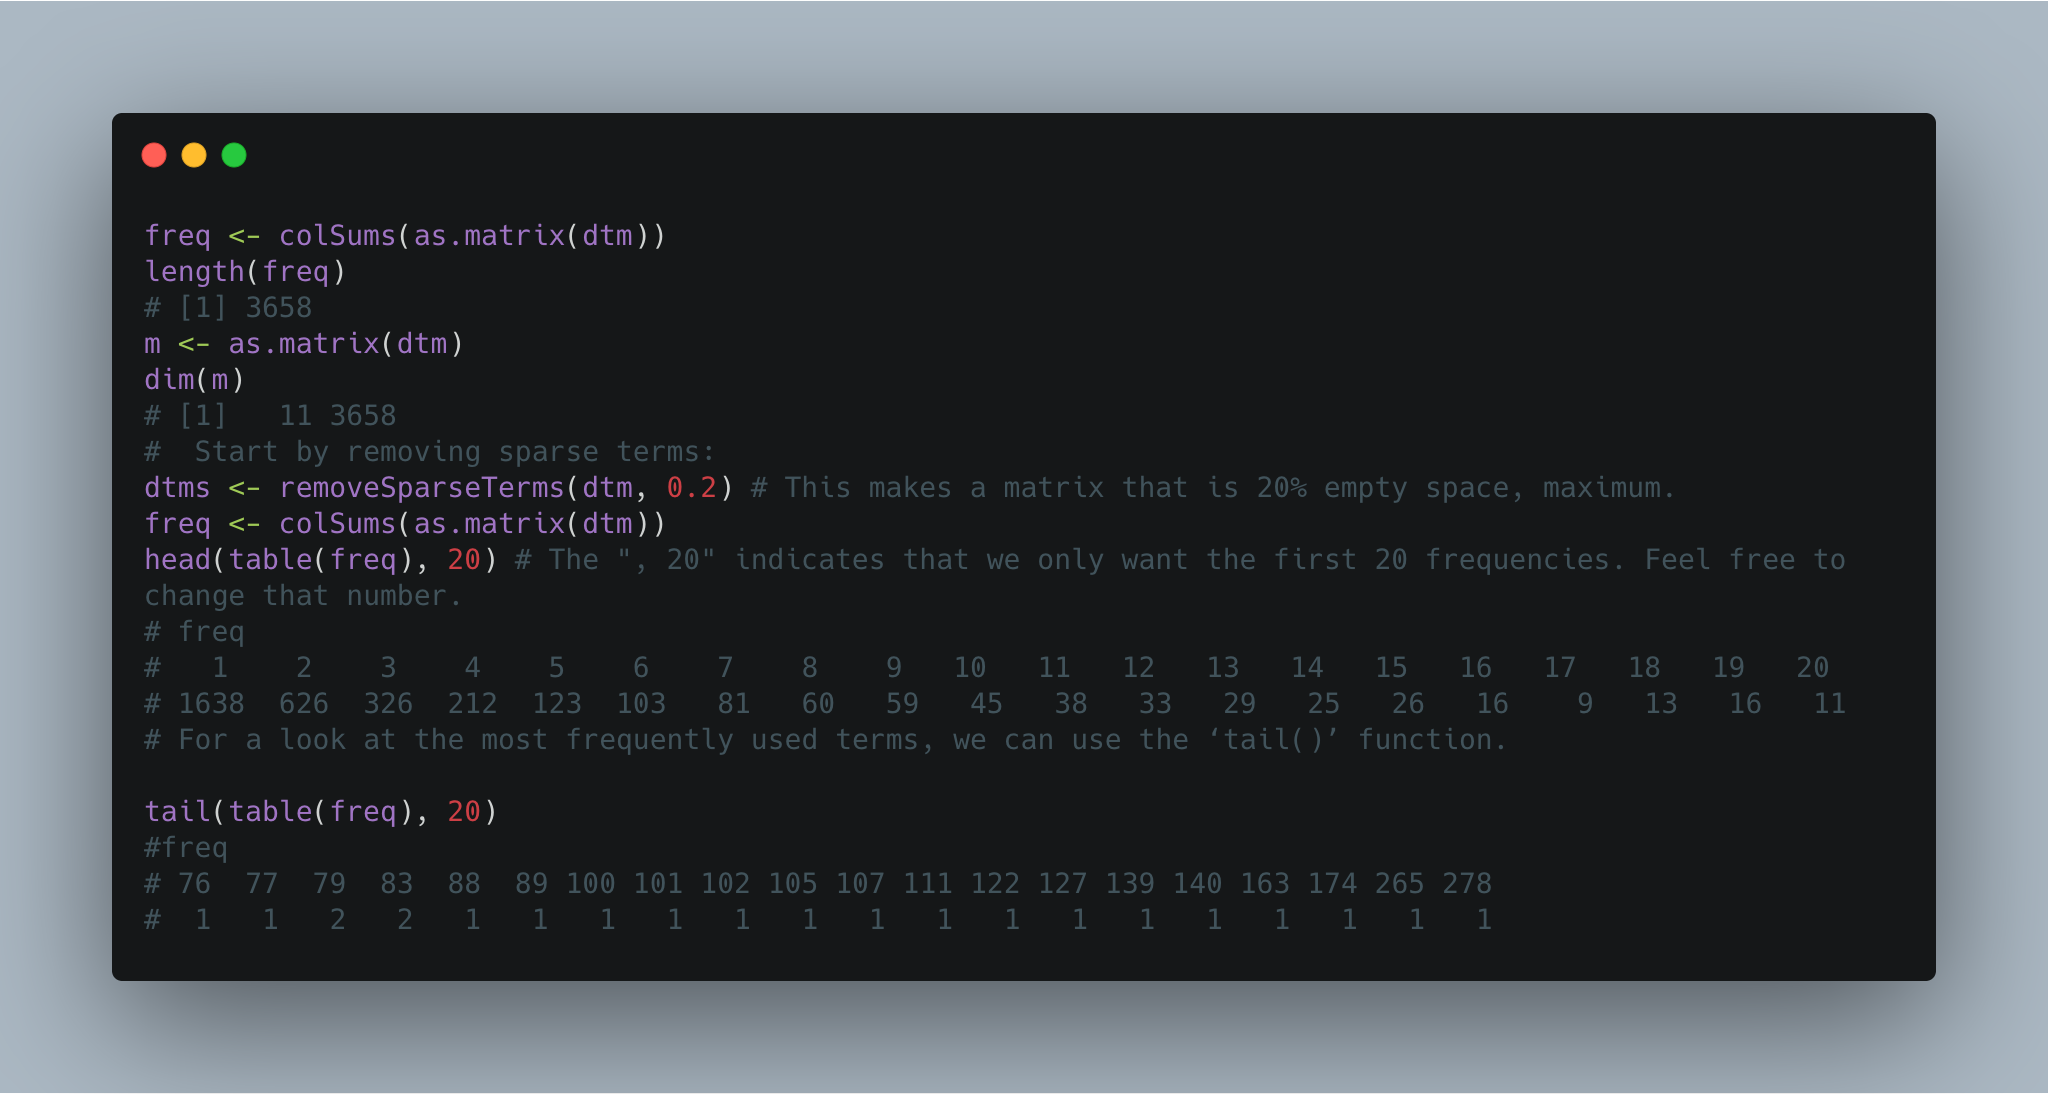 freq <- colSums(as.matrix(dtm))
length(freq)
# [1] 3658
m <- as.matrix(dtm)
dim(m)
# [1]   11 3658
#  Start by removing sparse terms:
dtms <- removeSparseTerms(dtm, 0.2) # This makes a matrix that is 20% empty space, maximum.
freq <- colSums(as.matrix(dtm))
head(table(freq), 20) # The ", 20" indicates that we only want the first 20 frequencies. Feel free to
change that number.
# freq
#   1    2    3    4    5    6    7    8    9   10   11   12   13   14   15   16   17   18   19   20
# 1638  626  326  212  123  103   81   60   59   45   38   33   29   25   26   16    9   13   16   11
# For a look at the most frequently used terms, we can use the ‘tail()’ function.

tail(table(freq), 20)
#freq
# 76  77  79  83  88  89 100 101 102 105 107 111 122 127 139 140 163 174 265 278
#  1   1   2   2   1   1   1   1   1   1   1   1   1   1   1   1   1   1   1   1